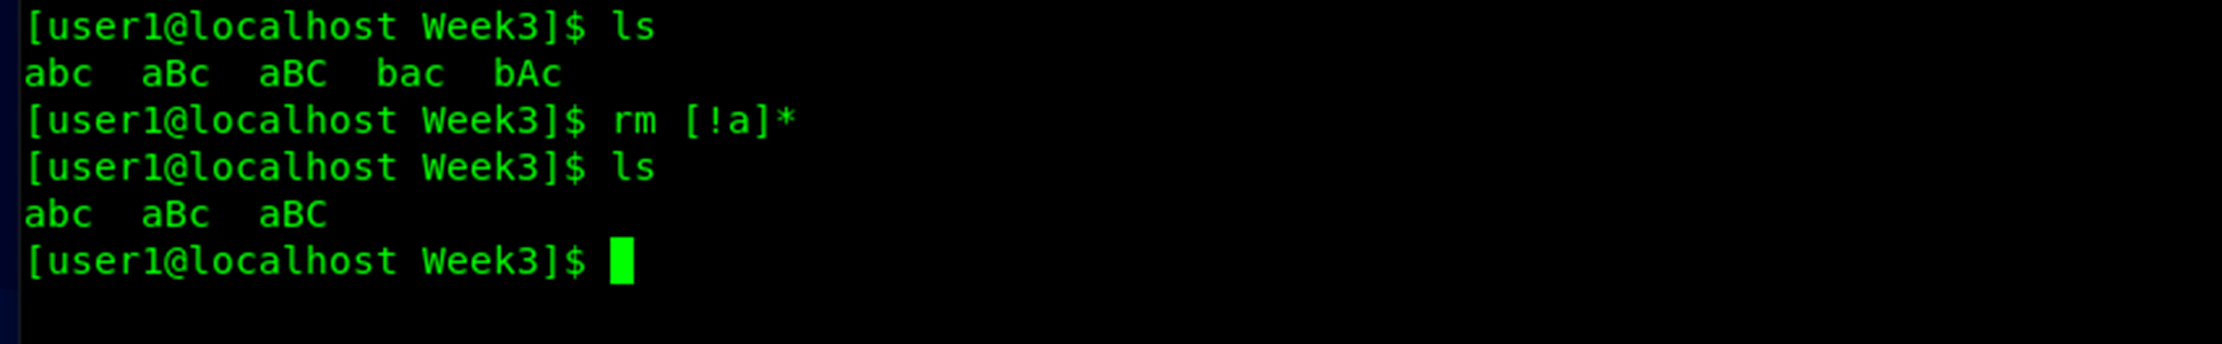 [user1@localhost Week3]$ ls
abc  aBc  aBC  bac  bAc
[user1@localhost Week3]$ rm [!a]*
[user1@localhost Week3]$ ls
abc  aBc  aBC
[user1@localhost Week3]$